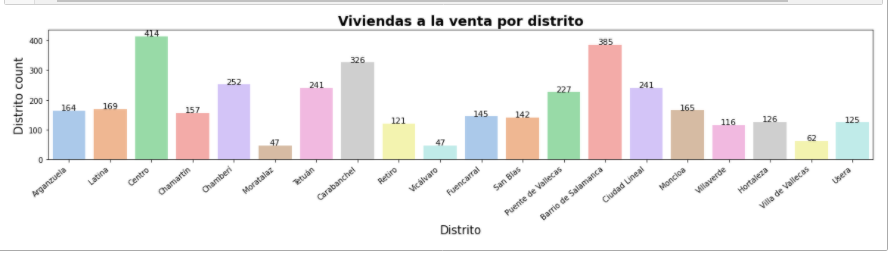 Viviendas a la venta por distrito
Distrito count
400
300
200
100
0
164
169
414
157
252
47
241
326
121
47
145
142
227
385
241
165
116
126
62
125
Arganzuela
Latina
Centro
Chamartín
Chamberí
Moratalaz
Tetuán
Carabanchel
Retiro
Vicálvaro
Fuencarral
San Blas
Puente de Vallecas
Barrio de Salamanca
Ciudad Lineal
Moncloa
Villaverde
Hortaleza
Villa de Vallecas
Usera
Distrito